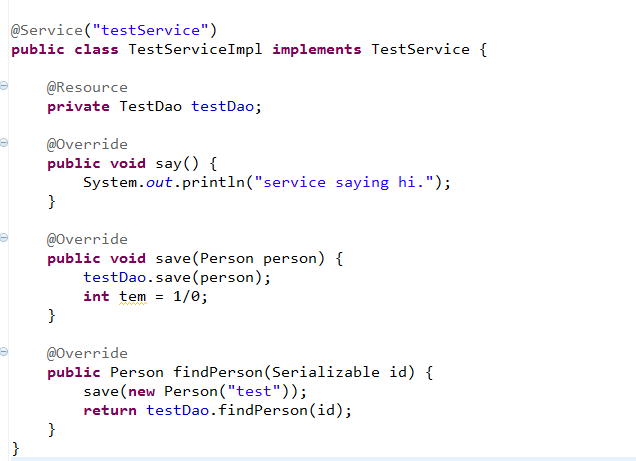 @Service("testService")
public class TestServiceImpl implements TestService {
@Resource
private TestDao testDao;
@Override
public void say() {
System.out.println("service saying hi.");
}
@Override
public void save(Person person) {
testDao.save(person);
int tem = 1/0;
}
@Override
public Person findPerson(Serializable id) {
save(new Person("test"));
return testDao.findPerson(id);
}
}